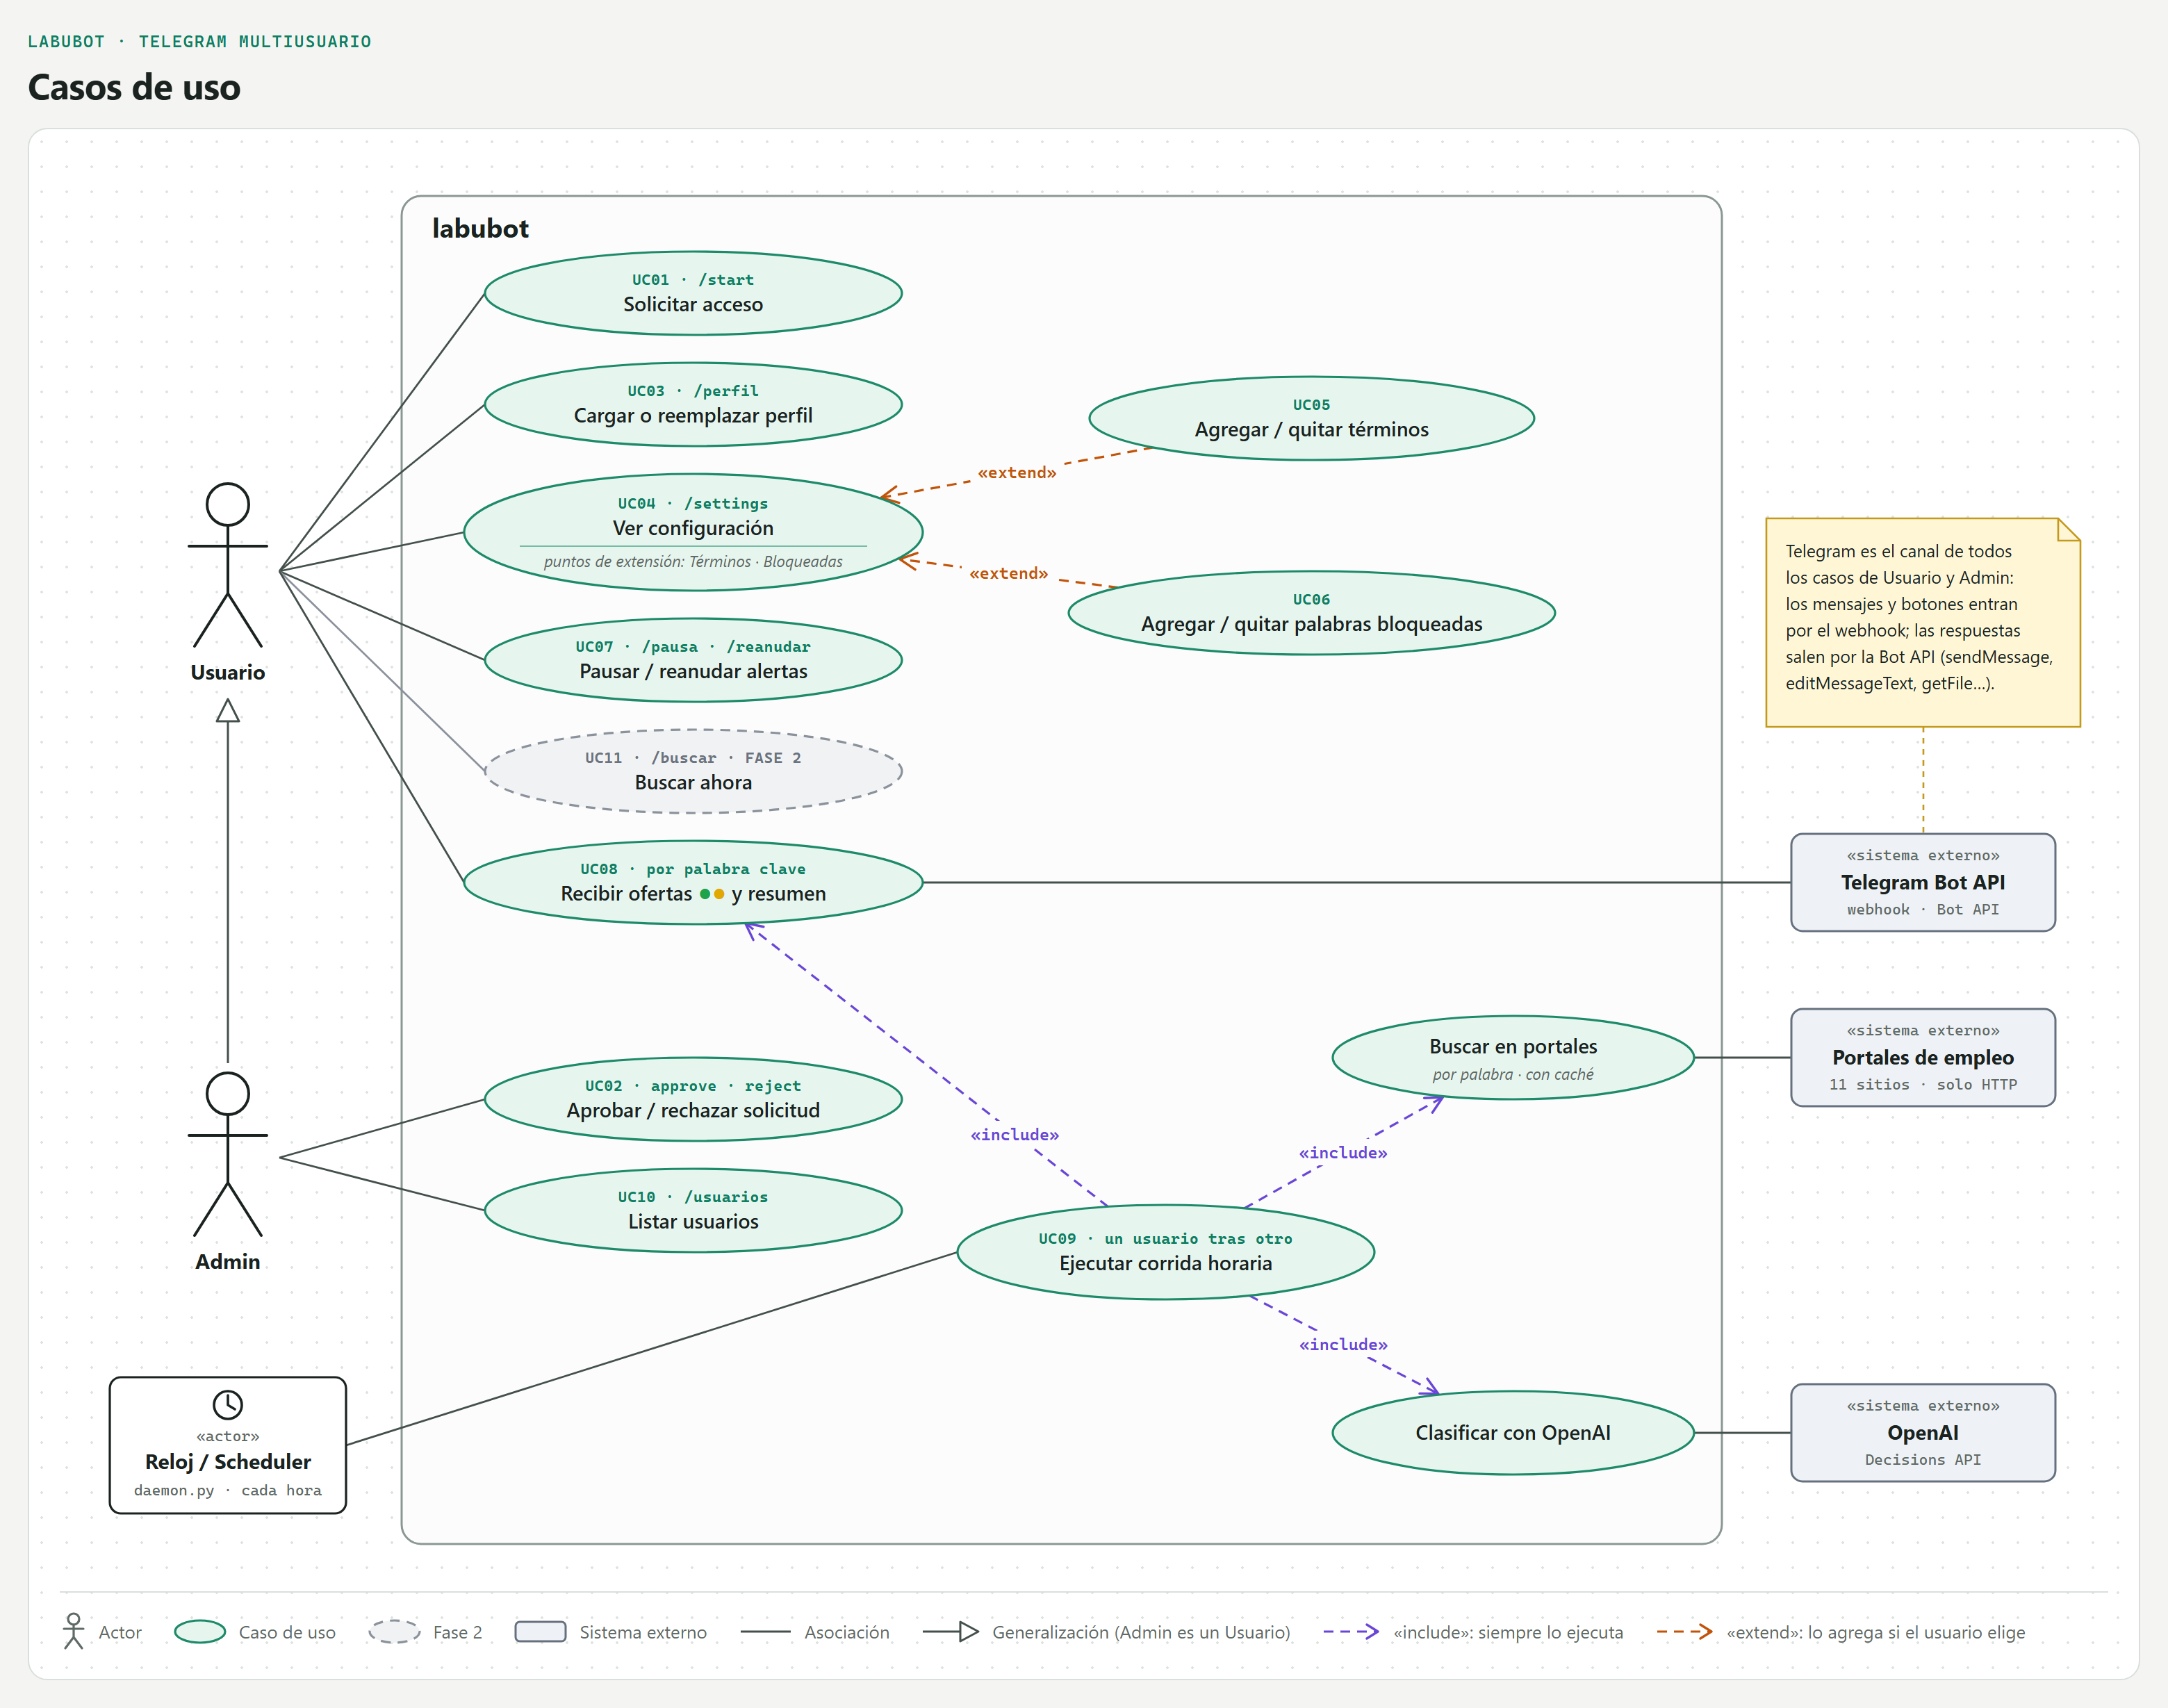 LABUBOT · TELEGRAM MULTIUSUARIO
Casos de uso
labubot
UC01 · /start
Solicitar acceso
UC03 · /perfil
Cargar o reemplazar perfil
UC05
Agregar / quitar términos
«extend»
UC04 · /settings
Ver configuración
puntos de extensión: Términos · Bloqueadas
«extend»
UC06
Agregar / quitar palabras bloqueadas
Telegram es el canal de todos
los casos de Usuario y Admin:
los mensajes y botones entran
por el webhook; las respuestas
salen por la Bot API (sendMessage,
editMessageText, getFile...).
Usuario
UC07 · /pausa · /reanudar
Pausar / reanudar alertas
UC11 · /buscar · FASE 2
Buscar ahora
UC08 · por palabra clave
Recibir ofertas y resumen
«sistema externo»
Telegram Bot API
webhook · Bot API
«sistema externo»
Portales de empleo
11 sitios · solo HTTP
Buscar en portales
por palabra · con caché
UC02 · approve · reject
Aprobar / rechazar solicitud
«include»
«include»
UC10 · /usuarios
Listar usuarios
Admin
UC09 · un usuario tras otro
Ejecutar corrida horaria
«include»
«actor»
Reloj / Scheduler
daemon.py · cada hora
Clasificar con OpenAI
«sistema externo»
OpenAI
Decisions API
Actor
Caso de uso
Fase 2
Sistema externo
Asociación
Generalización (Admin es un Usuario)
«include»: siempre lo ejecuta
«extend»: lo agrega si el usuario elige